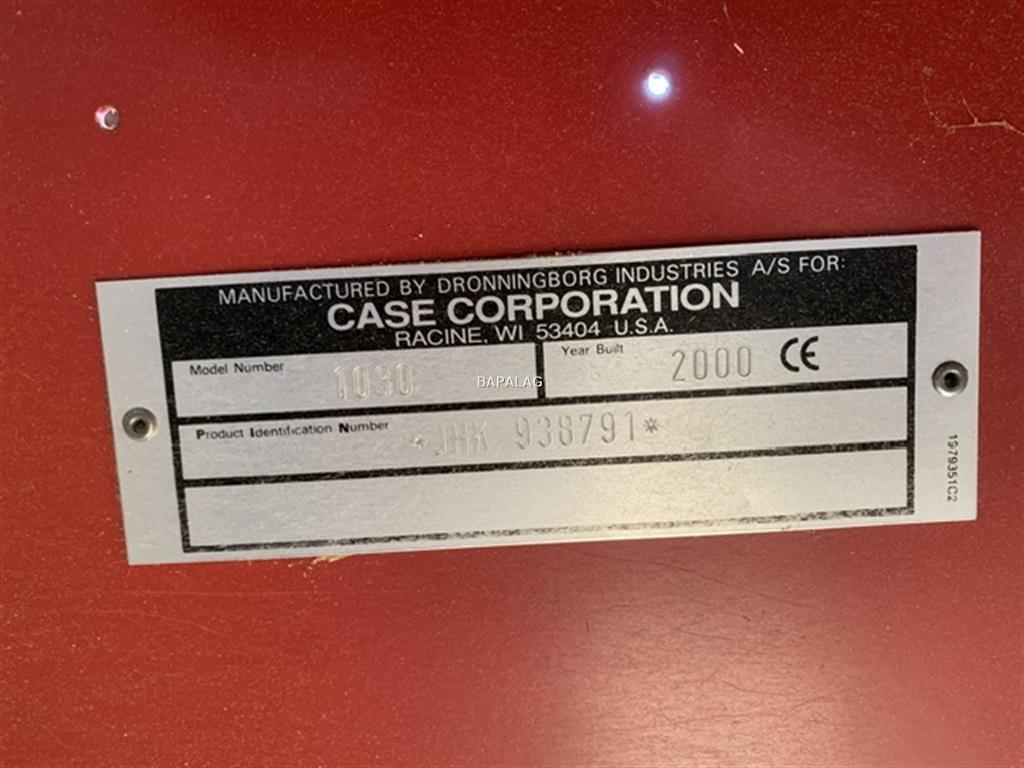 MANUFACTURED BY DRONNINGBORG INDUSTRIES A/S FOR:
CASE CORPORATION
RACINE, WI 53404 U.S.A.
Model Number 1030 Year Built 2000 CE
BAPALAG
Product Identification Number *JHK 938791*
1979351C2